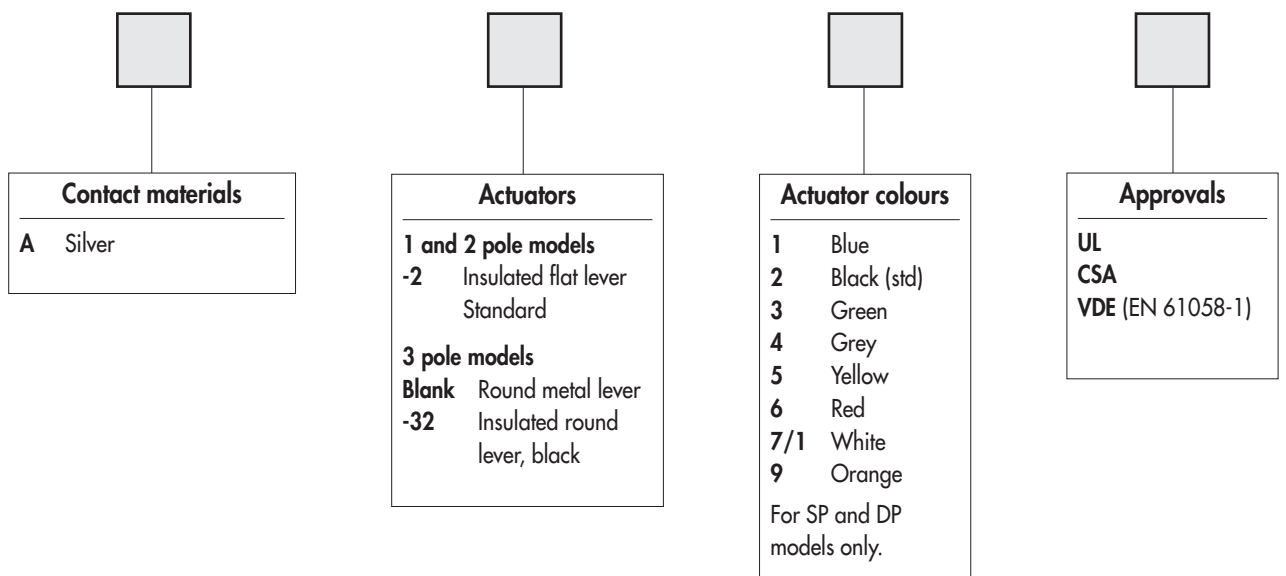 Contact materials
A Silver
Actuators
1 and 2 pole models
-2 Insulated flat lever
Standard
3 pole models
Blank Round metal lever
-32 Insulated round
lever, black
Actuator colours
1 Blue
2 Black (std)
3 Green
4 Grey
5 Yellow
6 Red
7/1 White
9 Orange
For SP and DP
models only.
Approvals
UL
CSA
VDE (EN 61058-1)